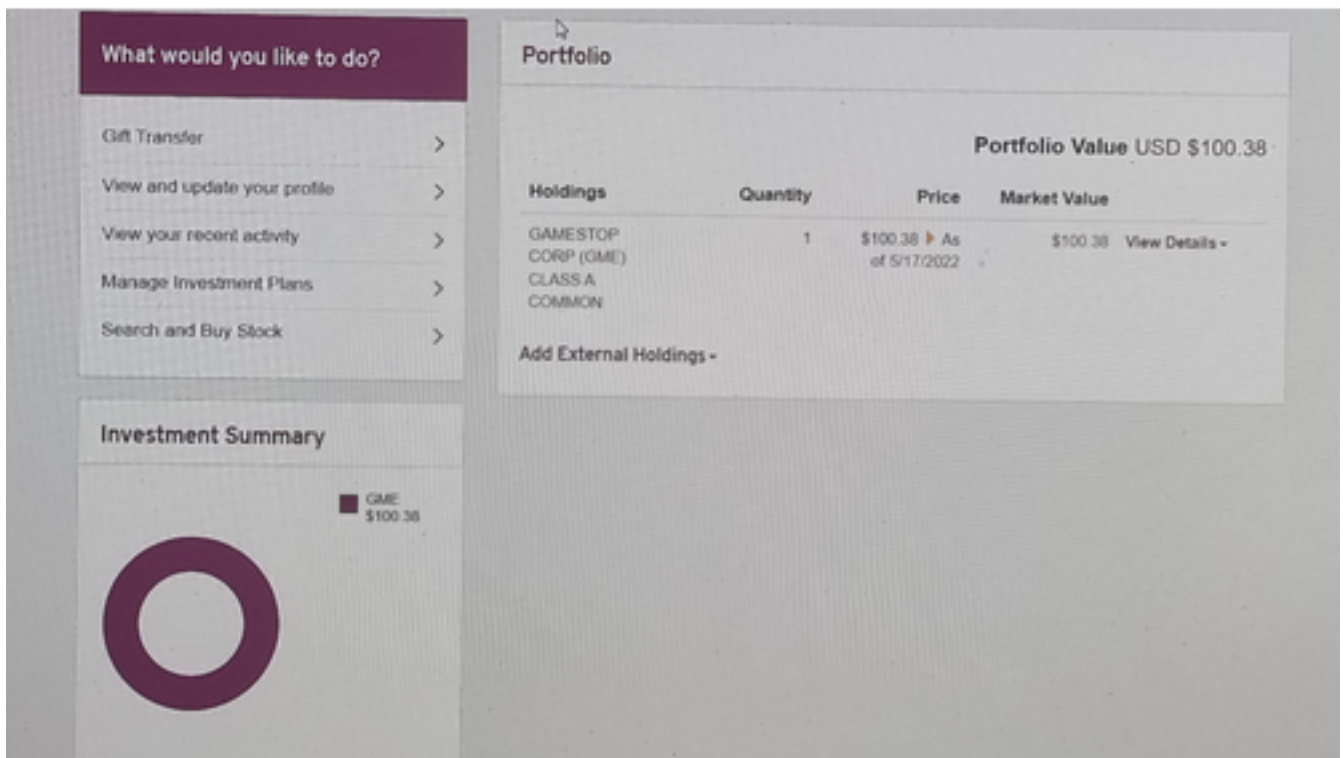 What would you like to do?
Gift Transfer
View and update your profile
View your recent activity
Manage Investment Plans
Search and Buy Stock
Investment Summary
GME
$100.38
Portfolio
Portfolio Value USD $100.38
Holdings Quantity Price Market Value
GAMESTOP 1 $100.38 As $100.38 View Details
CORP (GME) of 5/17/2022
CLASS A
COMMON
Add External Holdings